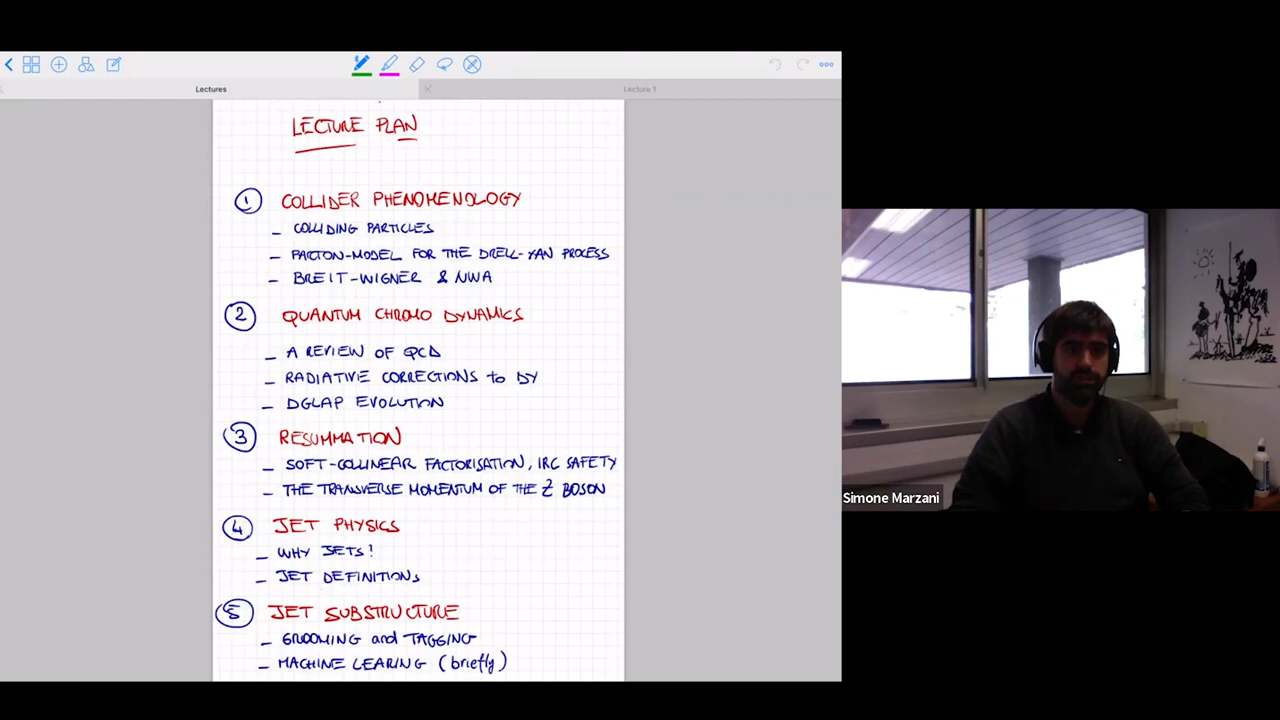 Lectures
Lecture 1
LECTURE PLAN
1 COLLIDER PHENOMENOLOGY
- COLLIDING PARTICLES
- PARTON-MODEL FOR THE DRELL-YAN PROCESS
- BREIT-WIGNER & NWA
2 QUANTUM CHROMO DYNAMICS
- A REVIEW OF QCD
- RADIATIVE CORRECTIONS to DY
- DGLAP EVOLUTION
3 RESUMMATION
- SOFT-COLLINEAR FACTORISATION, IRC SAFETY
- THE TRANSVERSE MOMENTUM OF THE Z BOSON
4 JET PHYSICS
- WHY JETS?
- JET DEFINITIONS
5 JET SUBSTRUCTURE
- GROOMING and TAGGING
- MACHINE LEARING (briefly)
Simone Marzani